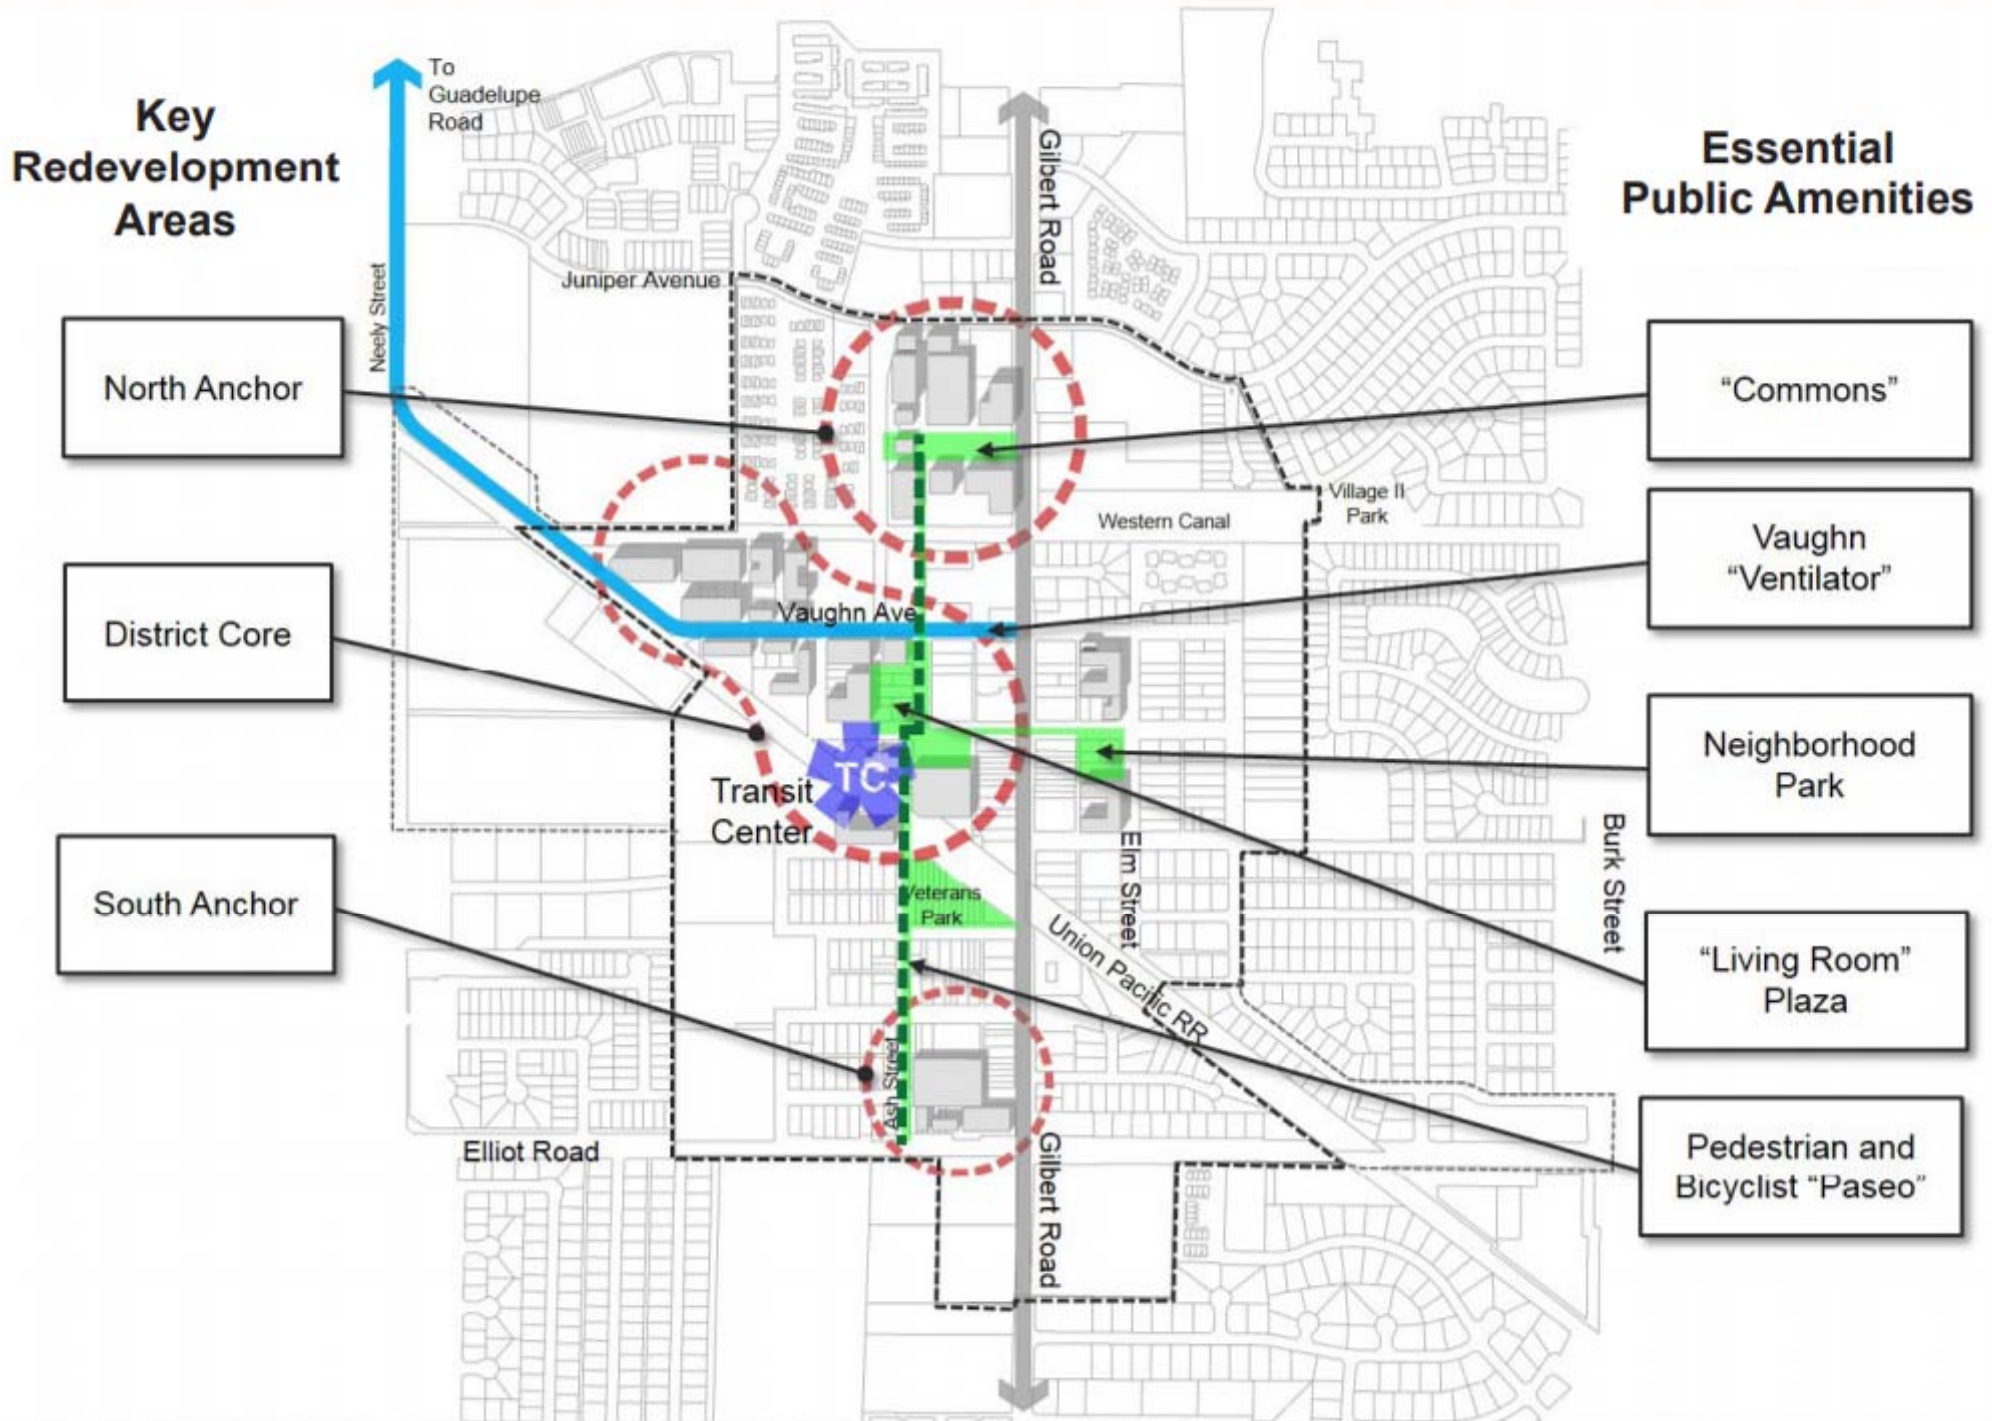 Key
Redevelopment
Areas
Essential
Public Amenities
To
Guadelupe
Road
Neely Street
Juniper Avenue
Gilbert Road
North Anchor
"Commons"
Western Canal
Village II
Park
Vaughn
"Ventilator"
District Core
Vaughn Ave
Neighborhood
Park
TC
Transit
Center
South Anchor
Veterans
Park
Elm Street
Burk Street
Union Pacific RR
"Living Room"
Plaza
Ash Street
Elliot Road
Gilbert Road
Pedestrian and
Bicyclist "Paseo"